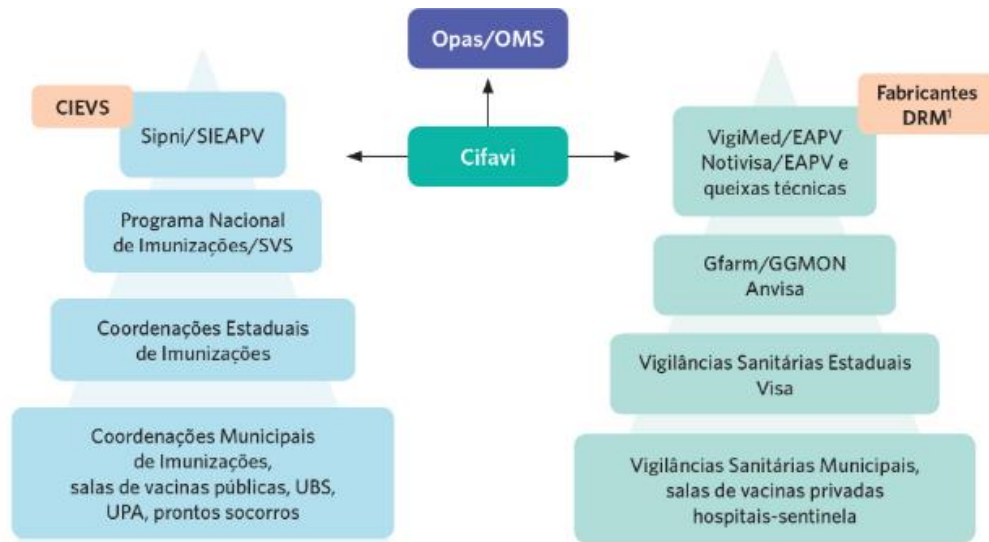 Opas/OMS
CIEVS
Sipni/SIEAPV
Cifavi
Fabricantes
DRM¹
VigiMed/EAPV
Notivisa/EAPV e
queixas técnicas
Programa Nacional
de Imunizações/SVS
Gfarm/GGMON
Anvisa
Coordenações Estaduais
de Imunizações
Vigilâncias Sanitárias Estaduais
Visa
Coordenações Municipais
de Imunizações,
salas de vacinas públicas, UBS,
UPA, prontos socorros
Vigilâncias Sanitárias Municipais,
salas de vacinas privadas
hospitais-sentinela